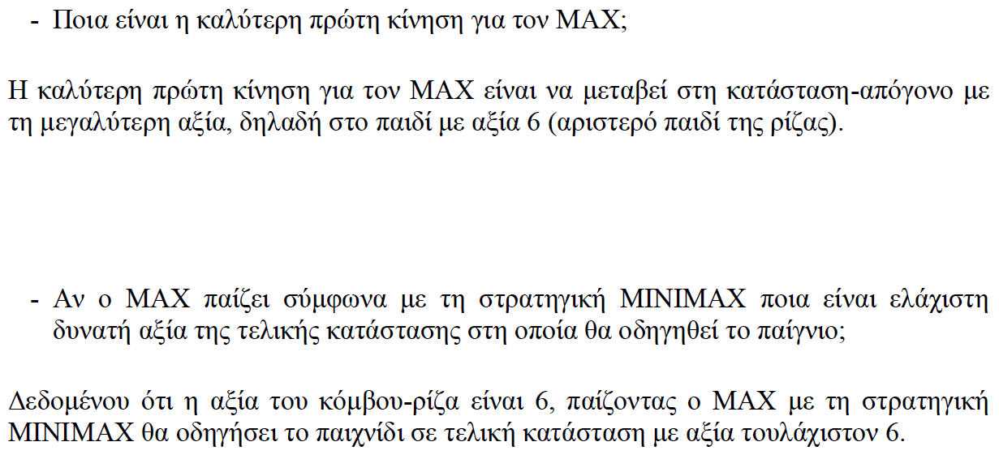 - Ποια είναι η καλύτερη πρώτη κίνηση για τον MAX;
Η καλύτερη πρώτη κίνηση για τον MAX είναι να μεταβεί στη κατάσταση-απόγονο με
τη μεγαλύτερη αξία, δηλαδή στο παιδί με αξία 6 (αριστερό παιδί της ρίζας).
- Αν ο MAX παίζει σύμφωνα με τη στρατηγική MINIMAX ποια είναι ελάχιστη
δυνατή αξία της τελικής κατάστασης στη οποία θα οδηγηθεί το παίγνιο;
Δεδομένου ότι η αξία του κόμβου-ρίζα είναι 6, παίζοντας ο MAX με τη στρατηγική
MINIMAX θα οδηγήσει το παιχνίδι σε τελική κατάσταση με αξία τουλάχιστον 6.